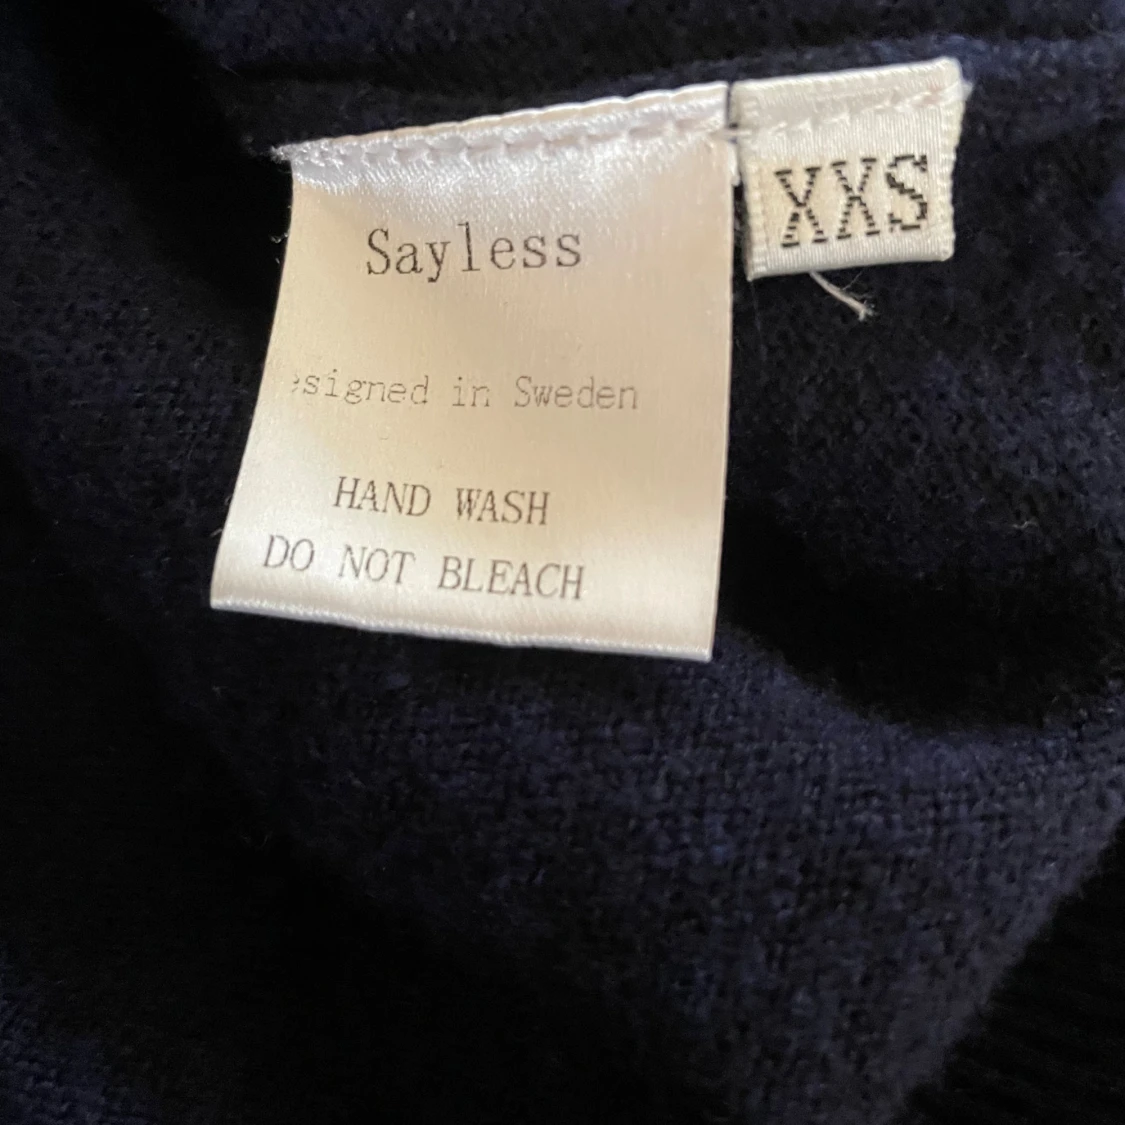 Sayless
XXS
esigned in Sweden
HAND WASH
DO NOT BLEACH